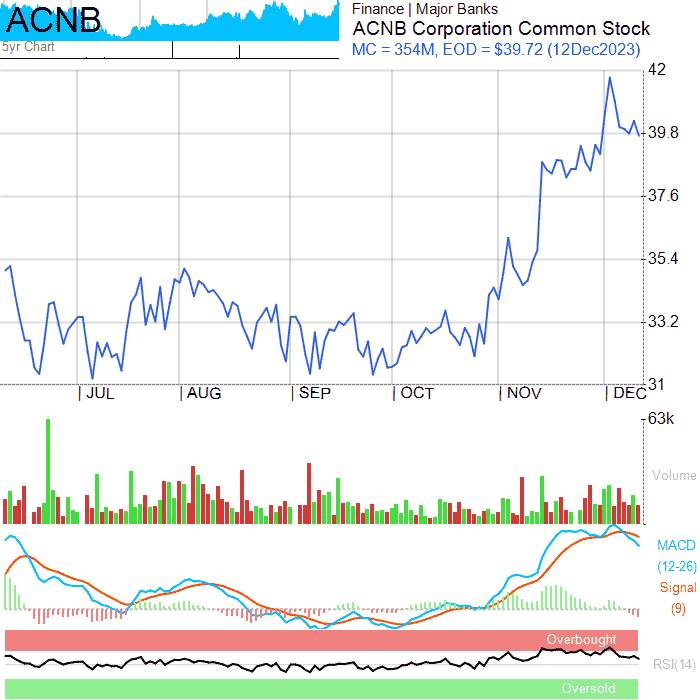 ACNB
5yr Chart
Finance | Major Banks
ACNB Corporation Common Stock
MC = 354M, EOD = $39.72 (12Dec2023)
42
39.8
37.6
35.4
33.2
31
JUL AUG SEP OCT NOV DEC
63k
Volume
MACD
(12-26)
Signal
(9)
Overbought
RSI(14)
Oversold